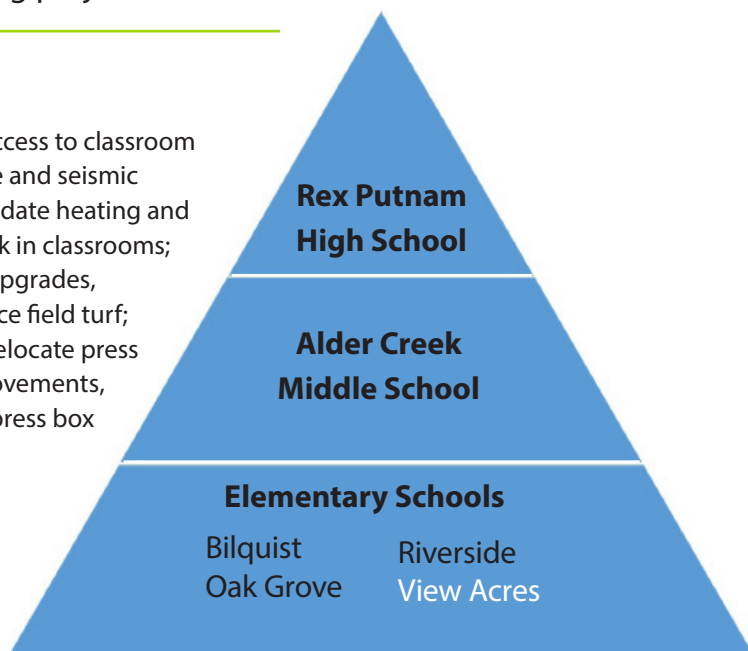 ccess to classroom
and seismic
date heating and
in classrooms;
pgrades,
ce field turf;
elocate press
ovements,
press box
Rex Putnam
High School
Alder Creek
Middle School
Elementary Schools
Bilquist
Oak Grove
Riverside
View Acres